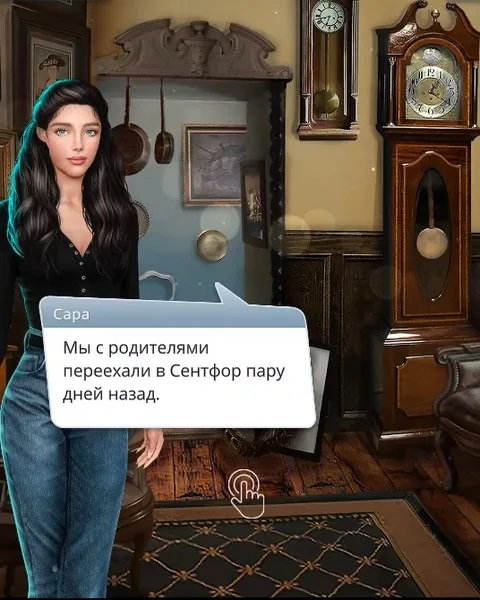 Сара
Мы с родителями
переехали в Сентфор пару
дней назад.